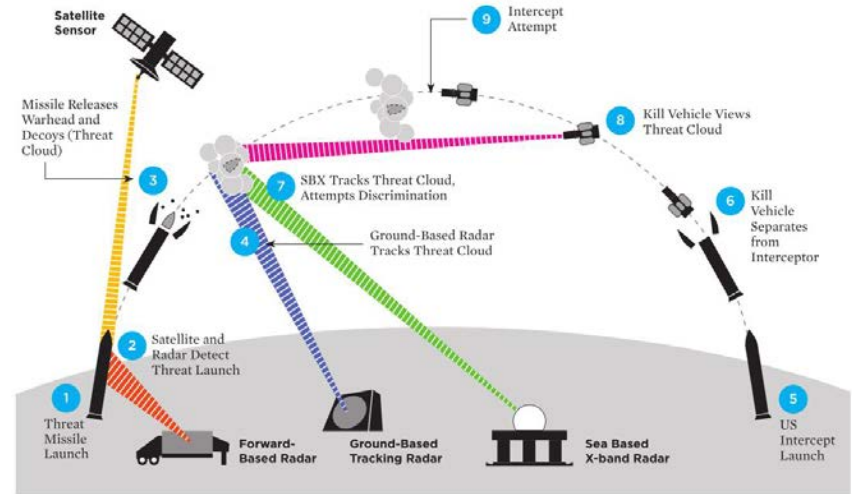 Satellite
Sensor
9
Intercept
Attempt
Missile Releases
Warhead and
Decoys (Threat
Cloud)
8
Kill Vehicle Views
Threat Cloud
3
7
SBX Tracks Threat Cloud,
Attempts Discrimination
6
Kill
Vehicle
Separates
from
Interceptor
4
Ground-Based Radar
Tracks Threat Cloud
2
Satellite and
Radar Detect
Threat Launch
1
Threat
Missile
Launch
5
US
Intercept
Launch
Forward-
Based Radar
Ground-Based
Tracking Radar
Sea Based
X-band Radar